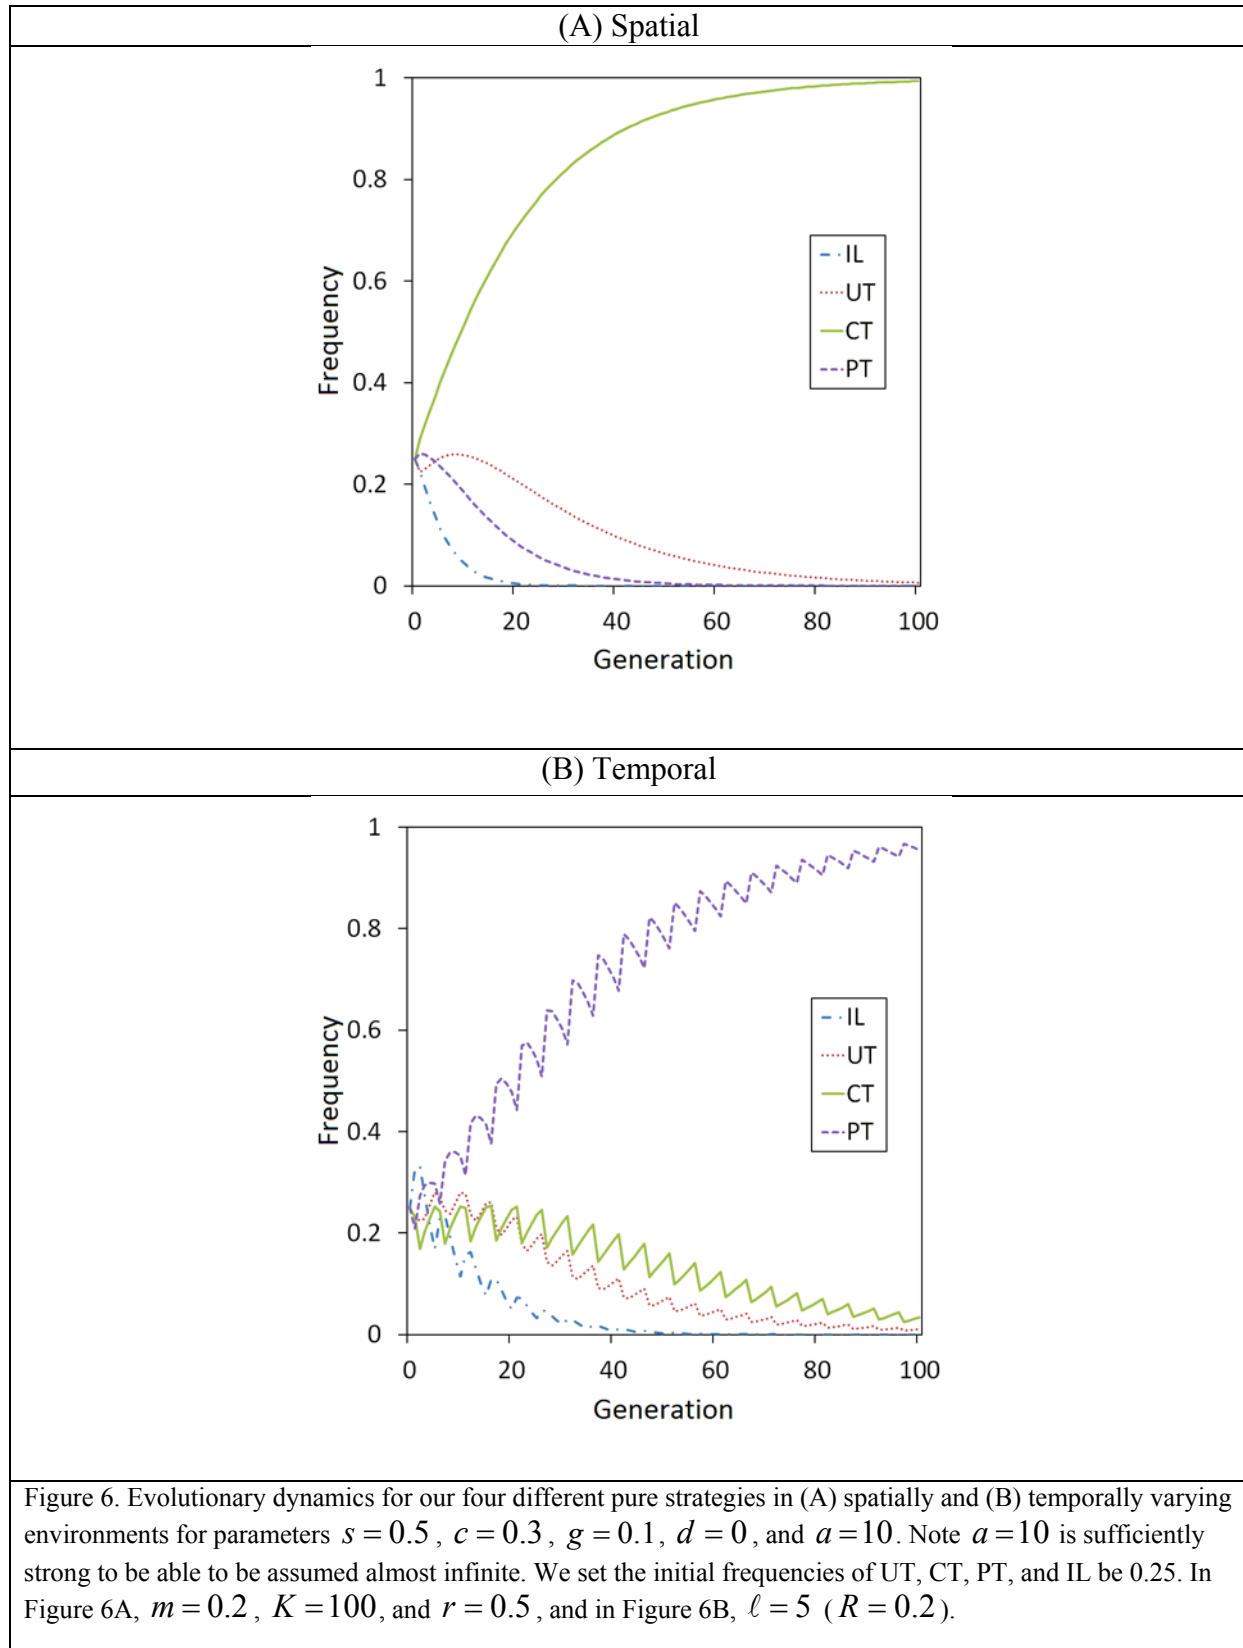 (A) Spatial
1
0.8
0.6
0.4
0.2
0
Frequency
IL
UT
CT
PT
0 20 40 60 80 100
Generation
(B) Temporal
1
0.8
0.6
0.4
0.2
0
Frequency
IL
UT
CT
PT
0 20 40 60 80 100
Generation
Figure 6. Evolutionary dynamics for our four different pure strategies in (A) spatially and (B) temporally varying
environments for parameters s = 0.5 , c = 0.3 , g = 0.1 , d = 0 , and a = 10 . Note a = 10 is sufficiently
strong to be able to be assumed almost infinite. We set the initial frequencies of UT, CT, PT, and IL be 0.25. In
Figure 6A, m = 0.2 , K = 100 , and r = 0.5 , and in Figure 6B, ℓ = 5 ( R = 0.2 ).